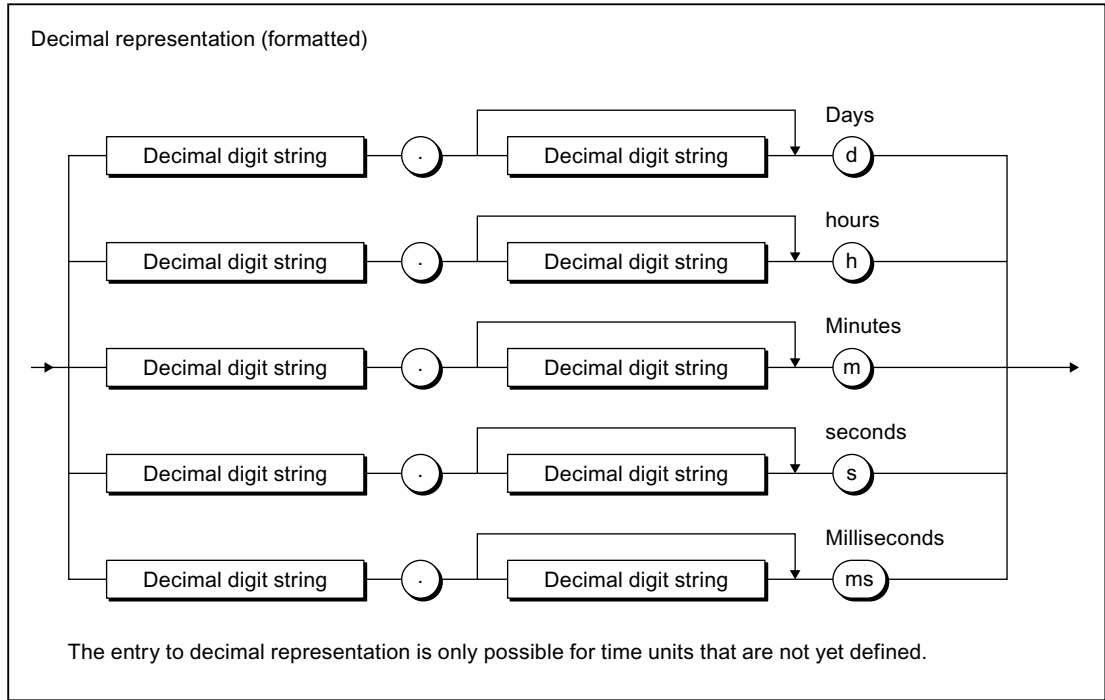 Decimal representation (formatted)
Days
Decimal digit string . Decimal digit string d
hours
Decimal digit string . Decimal digit string h
Minutes
Decimal digit string . Decimal digit string m
seconds
Decimal digit string . Decimal digit string s
Milliseconds
Decimal digit string . Decimal digit string ms
The entry to decimal representation is only possible for time units that are not yet defined.